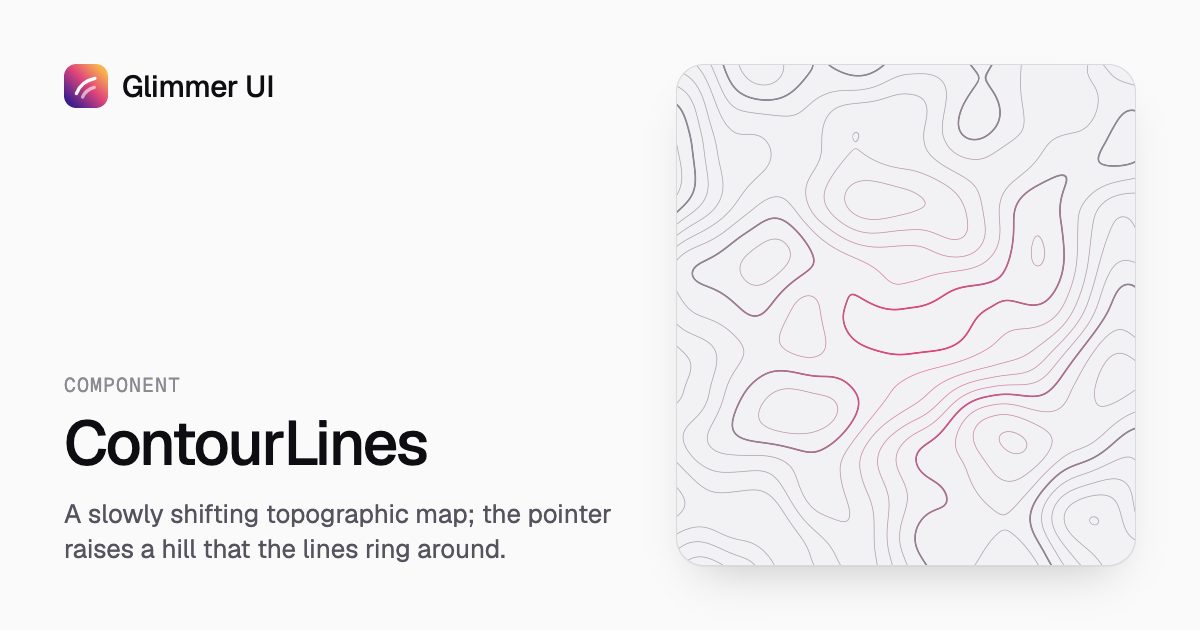 Glimmer UI
COMPONENT
ContourLines
A slowly shifting topographic map; the pointer
raises a hill that the lines ring around.